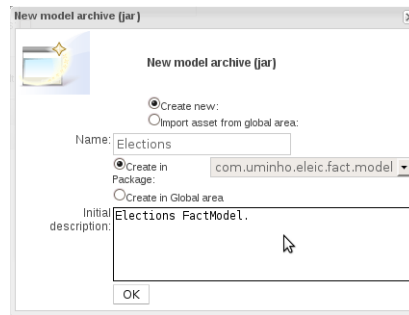 New model archive (jar)
New model archive (jar)
Create new:
Import asset from global area:
Name: Elections
Create in Package: com.uminho.eleic.fact.model
Create in Global area
Initial description: Elections FactModel.
OK